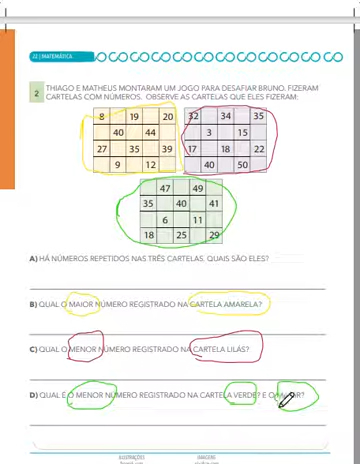 22 | MATEMÁTICA
2 THIAGO E MATHEUS MONTARAM UM JOGO PARA DESAFIAR BRUNO. FIZERAM
CARTELAS COM NÚMEROS. OBSERVE AS CARTELAS QUE ELES FIZERAM:
8 19 20
40 44
27 35 39
9 12
32 34 35
3 15
17 18 22
40 50
47 49
35 40 41
6 11
18 25 29
A) HÁ NÚMEROS REPETIDOS NAS TRÊS CARTELAS. QUAIS SÃO ELES?
B) QUAL O MAIOR NÚMERO REGISTRADO NA CARTELA AMARELA?
C) QUAL O MENOR NÚMERO REGISTRADO NA CARTELA LILÁS?
D) QUAL É O MENOR NÚMERO REGISTRADO NA CARTELA VERDE? E O MAIOR?